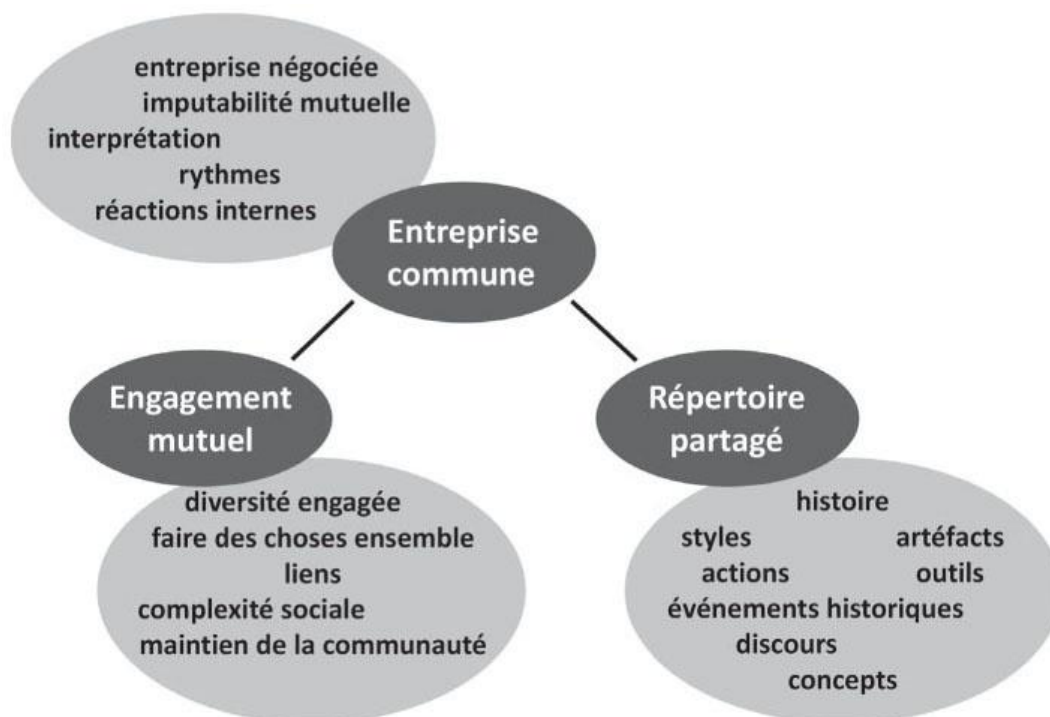 entreprise négociée
imputabilité mutuelle
interprétation
rythmes
réactions internes
Entreprise
commune
Engagement
mutuel
diversité engagée
faire des choses ensemble
liens
complexité sociale
maintien de la communauté
Répertoire
partagé
histoire
styles artéfacts
actions outils
événements historiques
discours
concepts